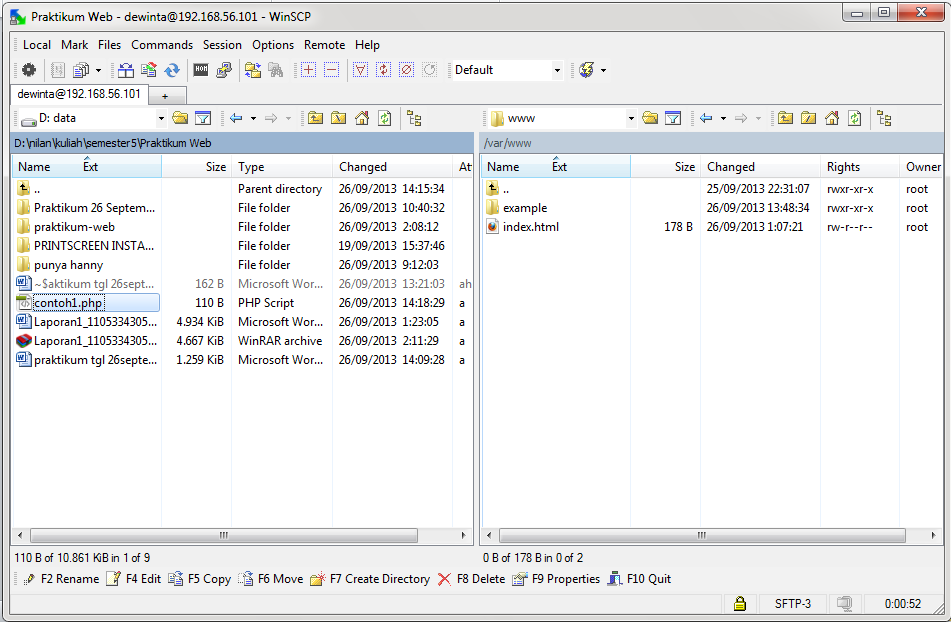 Praktikum Web - dewinta@192.168.56.101 - WinSCP
Local Mark Files Commands Session Options Remote Help
Default
dewinta@192.168.56.101 +
D: data
www
D:\nilan\kuliah\semester5\Praktikum Web
/var/www
Name Ext Size Type Changed At
.. Parent directory 26/09/2013 14:15:34
Praktikum 26 Septem... File folder 26/09/2013 10:40:32
praktikum-web File folder 26/09/2013 2:08:12
PRINTSCREEN INSTA... File folder 19/09/2013 15:37:46
punya hanny File folder 26/09/2013 9:12:03
~$aktikum tgl 26sept... 162 B Microsoft Wor... 26/09/2013 13:21:03 ah
contoh1.php 110 B PHP Script 26/09/2013 14:18:29 a
Laporan1_1105334305... 4.934 KiB Microsoft Wor... 26/09/2013 1:23:05 a
Laporan1_1105334305... 4.667 KiB WinRAR archive 26/09/2013 2:11:29 a
praktikum tgl 26septe... 1.259 KiB Microsoft Wor... 26/09/2013 14:09:28 a
Name Ext Size Changed Rights Owner
.. 25/09/2013 22:31:07 rwxr-xr-x root
example 26/09/2013 13:48:34 rwxr-xr-x root
index.html 178 B 26/09/2013 1:07:21 rw-r--r-- root
110 B of 10.861 KiB in 1 of 9
0 B of 178 B in 0 of 2
F2 Rename F4 Edit F5 Copy F6 Move F7 Create Directory F8 Delete F9 Properties F10 Quit
SFTP-3 0:00:52